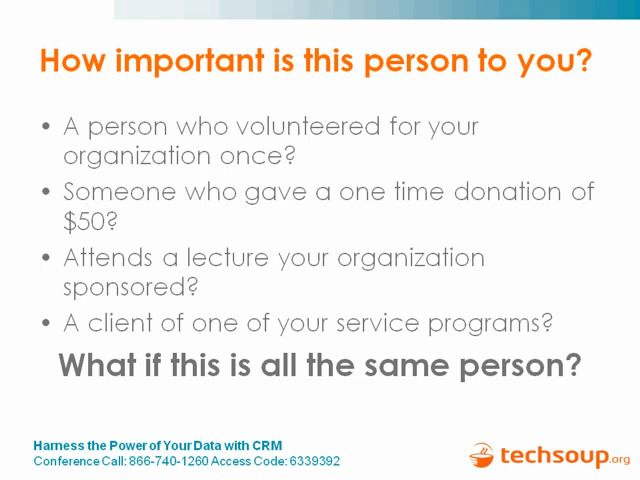 How important is this person to you?
• A person who volunteered for your
organization once?
• Someone who gave a one time donation of
$50?
• Attends a lecture your organization
sponsored?
• A client of one of your service programs?
What if this is all the same person?
Harness the Power of Your Data with CRM
Conference Call: 866-740-1260 Access Code: 6339392
techsoup.org